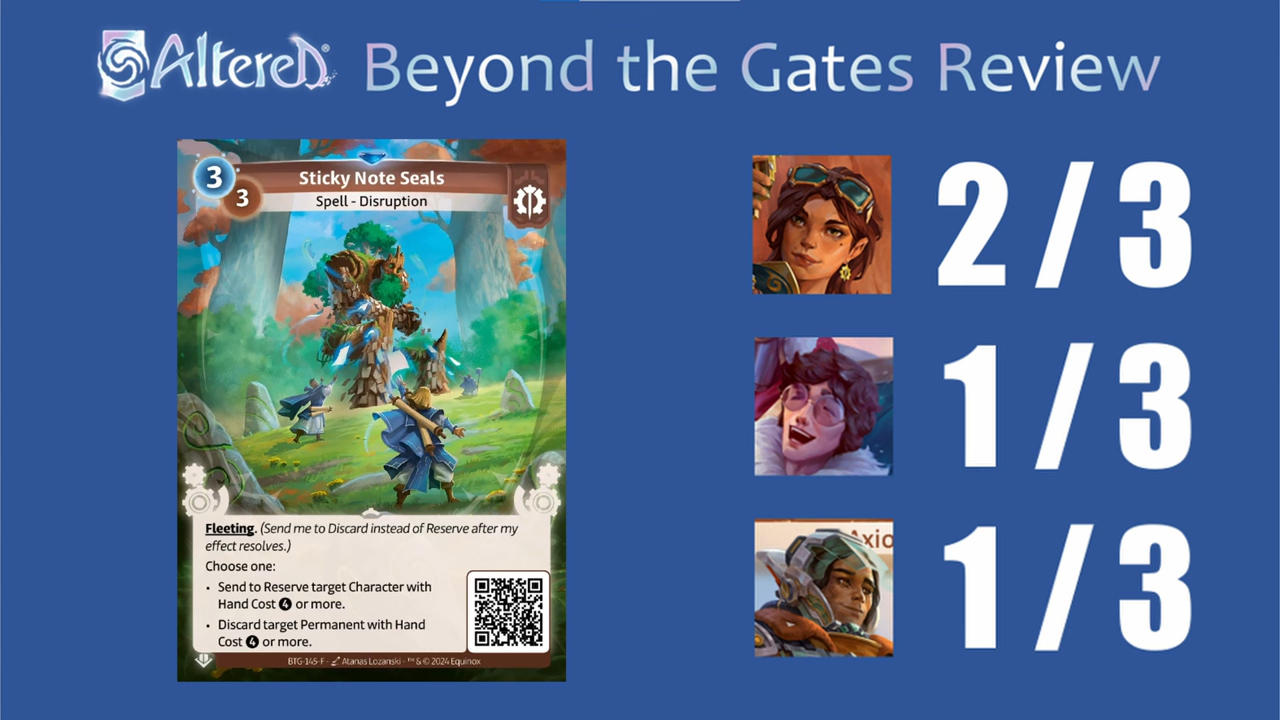 Altered® Beyond the Gates Review
3
3
Sticky Note Seals
Spell - Disruption
Fleeting. (Send me to Discard instead of Reserve after my
effect resolves.)
Choose one:
• Send to Reserve target Character with
Hand Cost 4 or more.
• Discard target Permanent with Hand
Cost 4 or more.
BTG-145-F - Atanas Lozanski - ™ & © 2024 Equinox
2 / 3
1 / 3
Axio
1 / 3